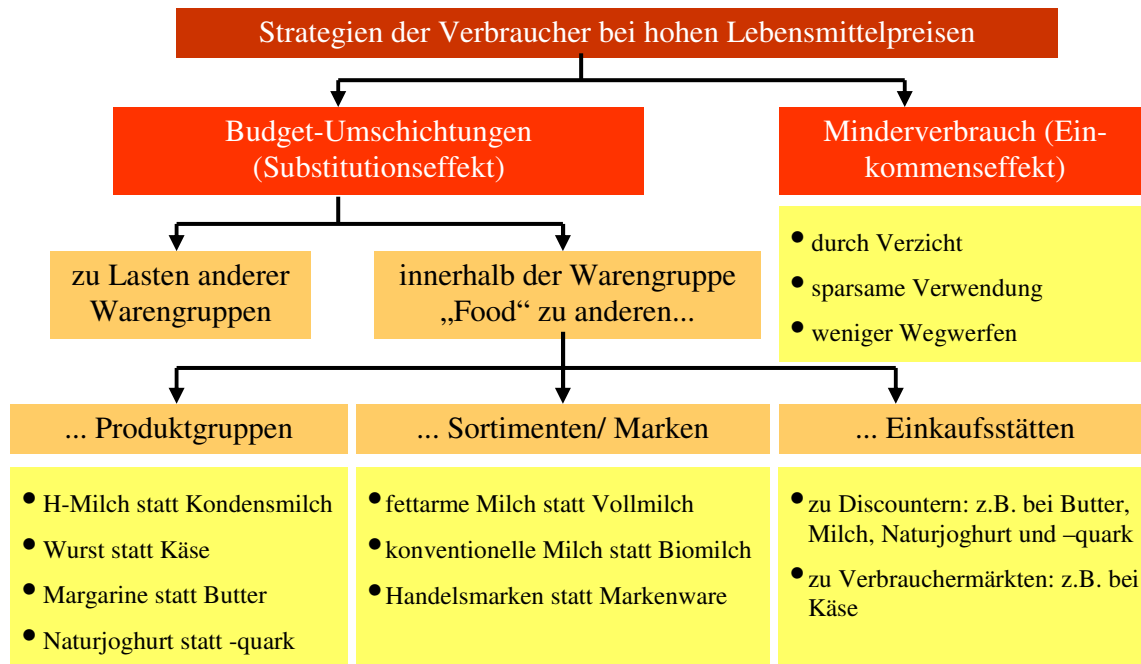 Strategien der Verbraucher bei hohen Lebensmittelpreisen
Budget-Umschichtungen
(Substitutionseffekt)
Minderverbrauch (Ein-
kommenseffekt)
• durch Verzicht
• sparsame Verwendung
• weniger Wegwerfen
zu Lasten anderer
Warengruppen
innerhalb der Warengruppe
„Food“ zu anderen...
... Produktgruppen
• H-Milch statt Kondensmilch
• Wurst statt Käse
• Margarine statt Butter
• Naturjoghurt statt -quark
... Sortimenten/ Marken
• fettarme Milch statt Vollmilch
• konventionelle Milch statt Biomilch
• Handelsmarken statt Markenware
... Einkaufsstätten
• zu Discountern: z.B. bei Butter,
Milch, Naturjoghurt und –quark
• zu Verbrauchermärkten: z.B. bei
Käse